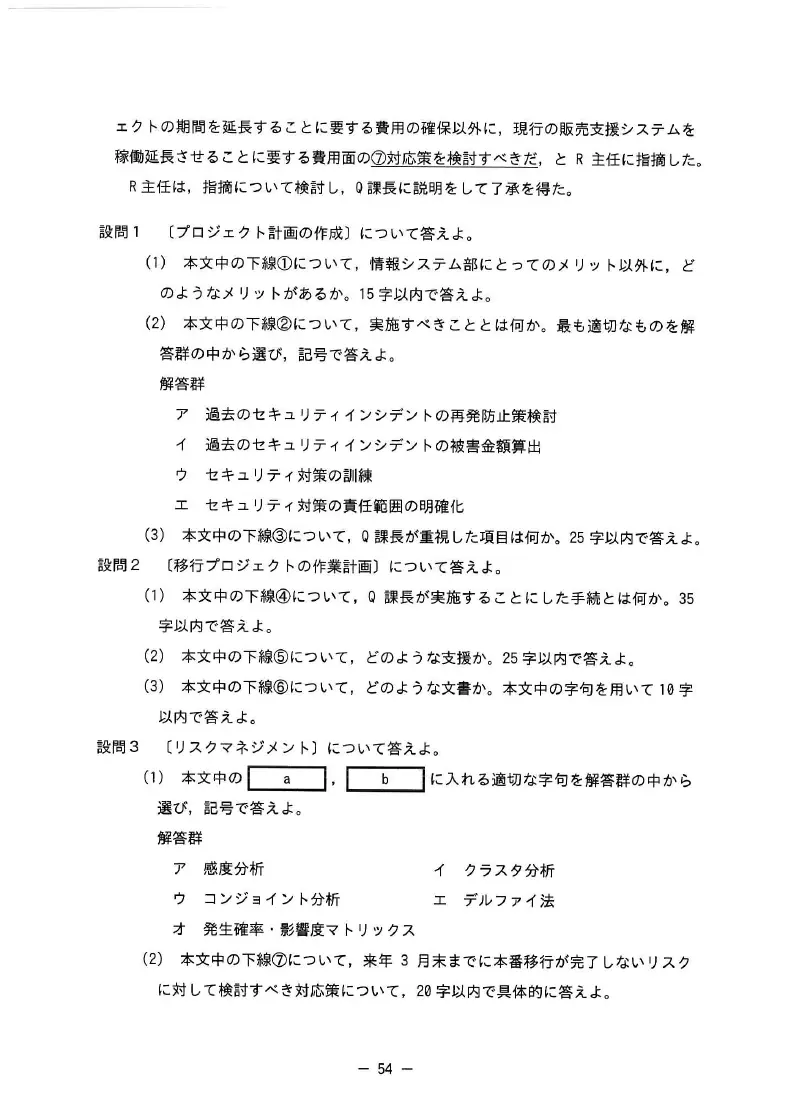 ェクトの期間を延長することに要する費用の確保以外に，現行の販売支援システムを
稼働延長させることに要する費用面の⑦対応策を検討すべきだ，と R 主任に指摘した。
R 主任は，指摘について検討し，Q 課長に説明をして了承を得た。
設問1 〔プロジェクト計画の作成〕について答えよ。
(1) 本文中の下線①について，情報システム部にとってのメリット以外に，ど
のようなメリットがあるか。15 字以内で答えよ。
(2) 本文中の下線②について，実施すべきこととは何か。最も適切なものを解
答群の中から選び，記号で答えよ。
解答群
ア 過去のセキュリティインシデントの再発防止策検討
イ 過去のセキュリティインシデントの被害金額算出
ウ セキュリティ対策の訓練
エ セキュリティ対策の責任範囲の明確化
(3) 本文中の下線③について，Q 課長が重視した項目は何か。25 字以内で答えよ。
設問2 〔移行プロジェクトの作業計画〕について答えよ。
(1) 本文中の下線④について，Q 課長が実施することにした手続とは何か。35
字以内で答えよ。
(2) 本文中の下線⑤について，どのような支援か。25 字以内で答えよ。
(3) 本文中の下線⑥について，どのような文書か。本文中の字句を用いて 10 字
以内で答えよ。
設問3 〔リスクマネジメント〕について答えよ。
(1) 本文中の a ， b に入れる適切な字句を解答群の中から
選び，記号で答えよ。
解答群
ア 感度分析 イ クラスタ分析
ウ コンジョイント分析 エ デルファイ法
オ 発生確率・影響度マトリックス
(2) 本文中の下線⑦について，来年 3 月末までに本番移行が完了しないリスク
に対して検討すべき対応策について，20 字以内で具体的に答えよ。
― 54 ―